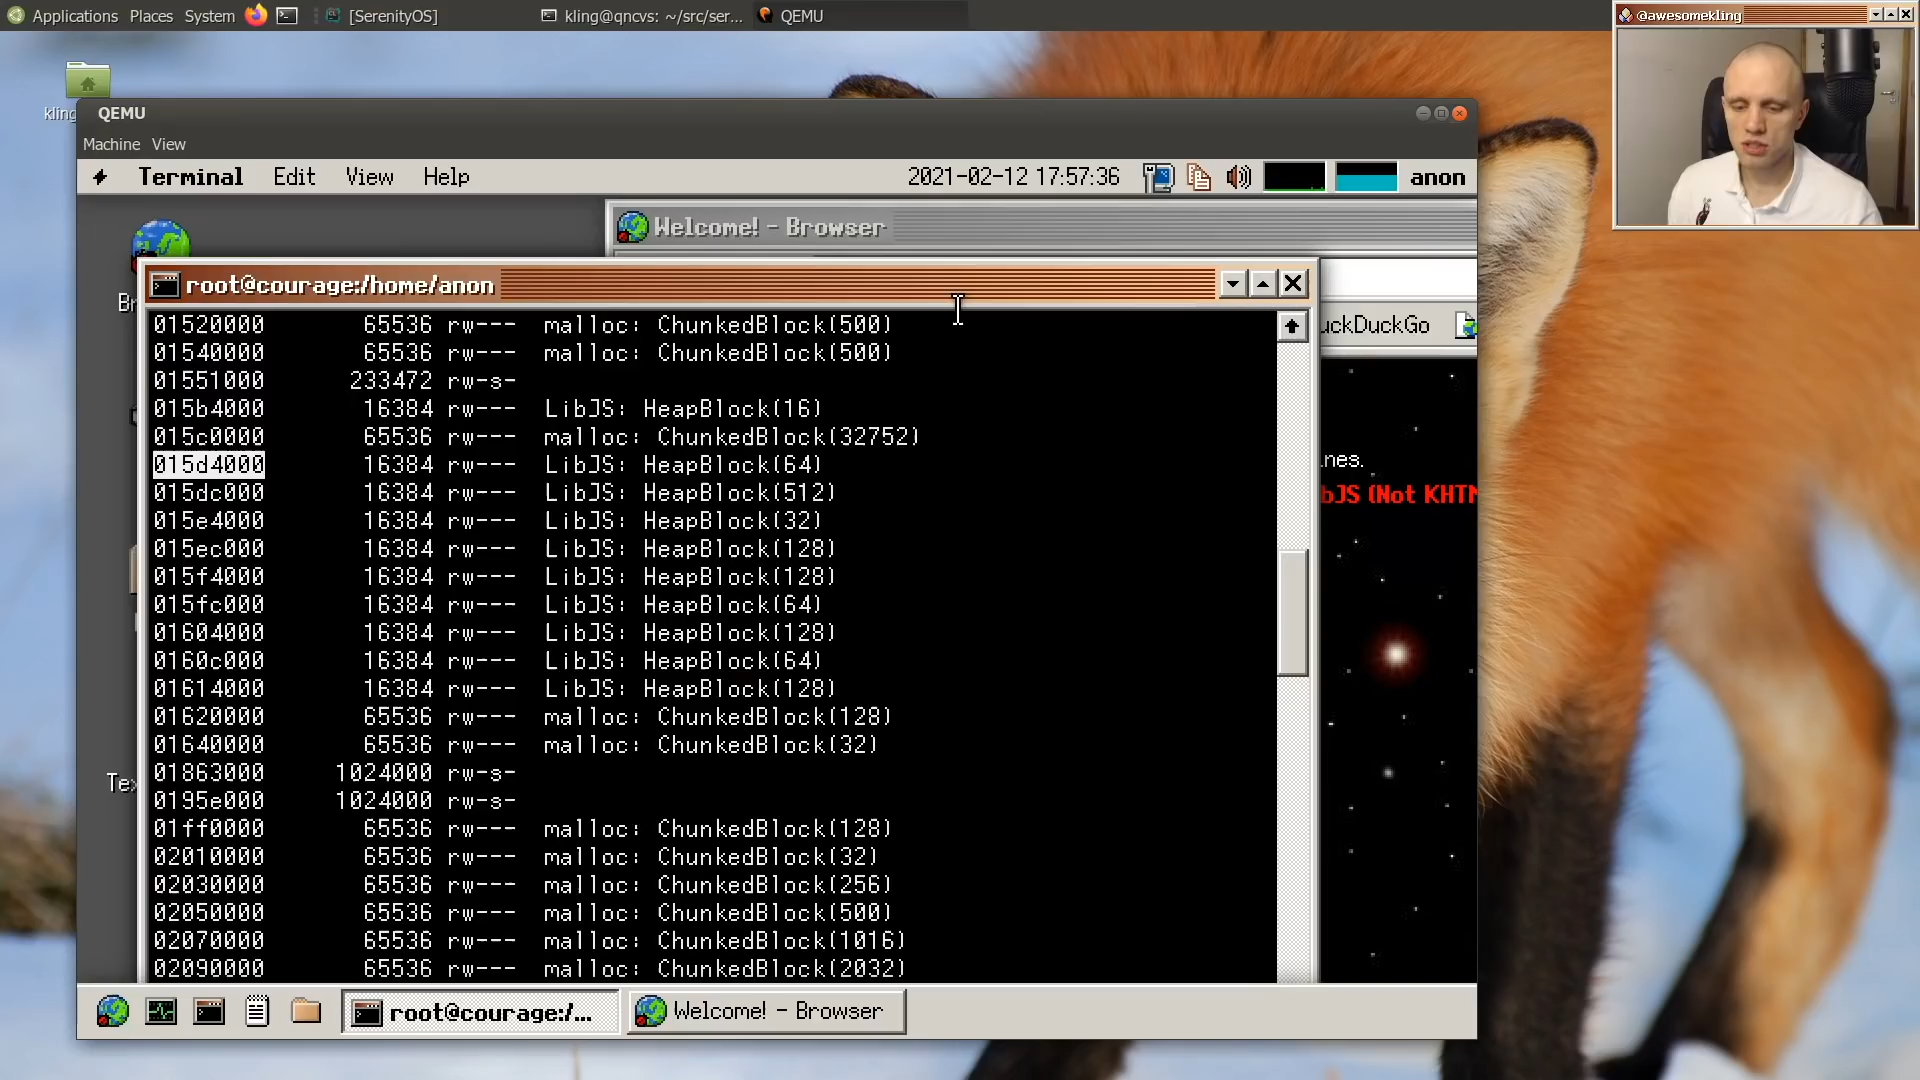 Applications Places System [SerenityOS] kling@qncvs: ~/src/ser... QEMU
@awesomekling
kling
QEMU
Machine View
Terminal Edit View Help 2021-02-12 17:57:36 anon
Welcome! - Browser
root@courage:/home/anon
01520000 65536 rw--- malloc: ChunkedBlock(500)
01540000 65536 rw--- malloc: ChunkedBlock(500)
01551000 233472 rw-s-
015b4000 16384 rw--- LibJS: HeapBlock(16)
015c0000 65536 rw--- malloc: ChunkedBlock(32752)
015d4000 16384 rw--- LibJS: HeapBlock(64)
015dc000 16384 rw--- LibJS: HeapBlock(512)
015e4000 16384 rw--- LibJS: HeapBlock(32)
015ec000 16384 rw--- LibJS: HeapBlock(128)
015f4000 16384 rw--- LibJS: HeapBlock(128)
015fc000 16384 rw--- LibJS: HeapBlock(64)
01604000 16384 rw--- LibJS: HeapBlock(128)
0160c000 16384 rw--- LibJS: HeapBlock(64)
01614000 16384 rw--- LibJS: HeapBlock(128)
01620000 65536 rw--- malloc: ChunkedBlock(128)
01640000 65536 rw--- malloc: ChunkedBlock(32)
01863000 1024000 rw-s-
0195e000 1024000 rw-s-
01ff0000 65536 rw--- malloc: ChunkedBlock(128)
02010000 65536 rw--- malloc: ChunkedBlock(32)
02030000 65536 rw--- malloc: ChunkedBlock(256)
02050000 65536 rw--- malloc: ChunkedBlock(500)
02070000 65536 rw--- malloc: ChunkedBlock(1016)
02090000 65536 rw--- malloc: ChunkedBlock(2032)
Br
Te
uckDuckGo
nes.
bJS (Not KHT
root@courage:/... Welcome! - Browser